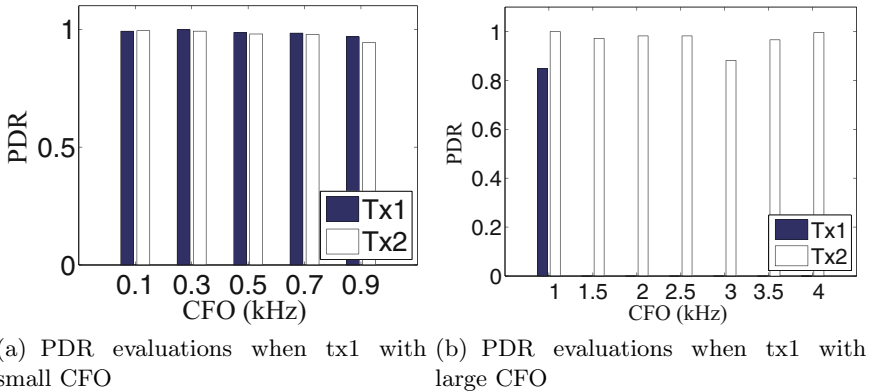 1
0.5
0
PDR
0.1 0.3 0.5 0.7 0.9
CFO (kHz)
Tx1
Tx2
1
0.8
0.6
0.4
0.2
0
PDR
1 1.5 2 2.5 3 3.5 4
CFO (kHz)
Tx1
Tx2
(a) PDR evaluations when tx1 with
small CFO
(b) PDR evaluations when tx1 with
large CFO